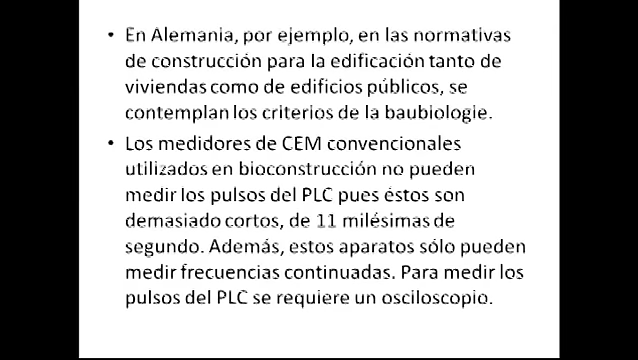 • En Alemania, por ejemplo, en las normativas
de construcción para la edificación tanto de
viviendas como de edificios públicos, se
contemplan los criterios de la baubiologie.
• Los medidores de CEM convencionales
utilizados en bioconstrucción no pueden
medir los pulsos del PLC pues éstos son
demasiado cortos, de 11 milésimas de
segundo. Además, estos aparatos sólo pueden
medir frecuencias continuadas. Para medir los
pulsos del PLC se requiere un osciloscopio.